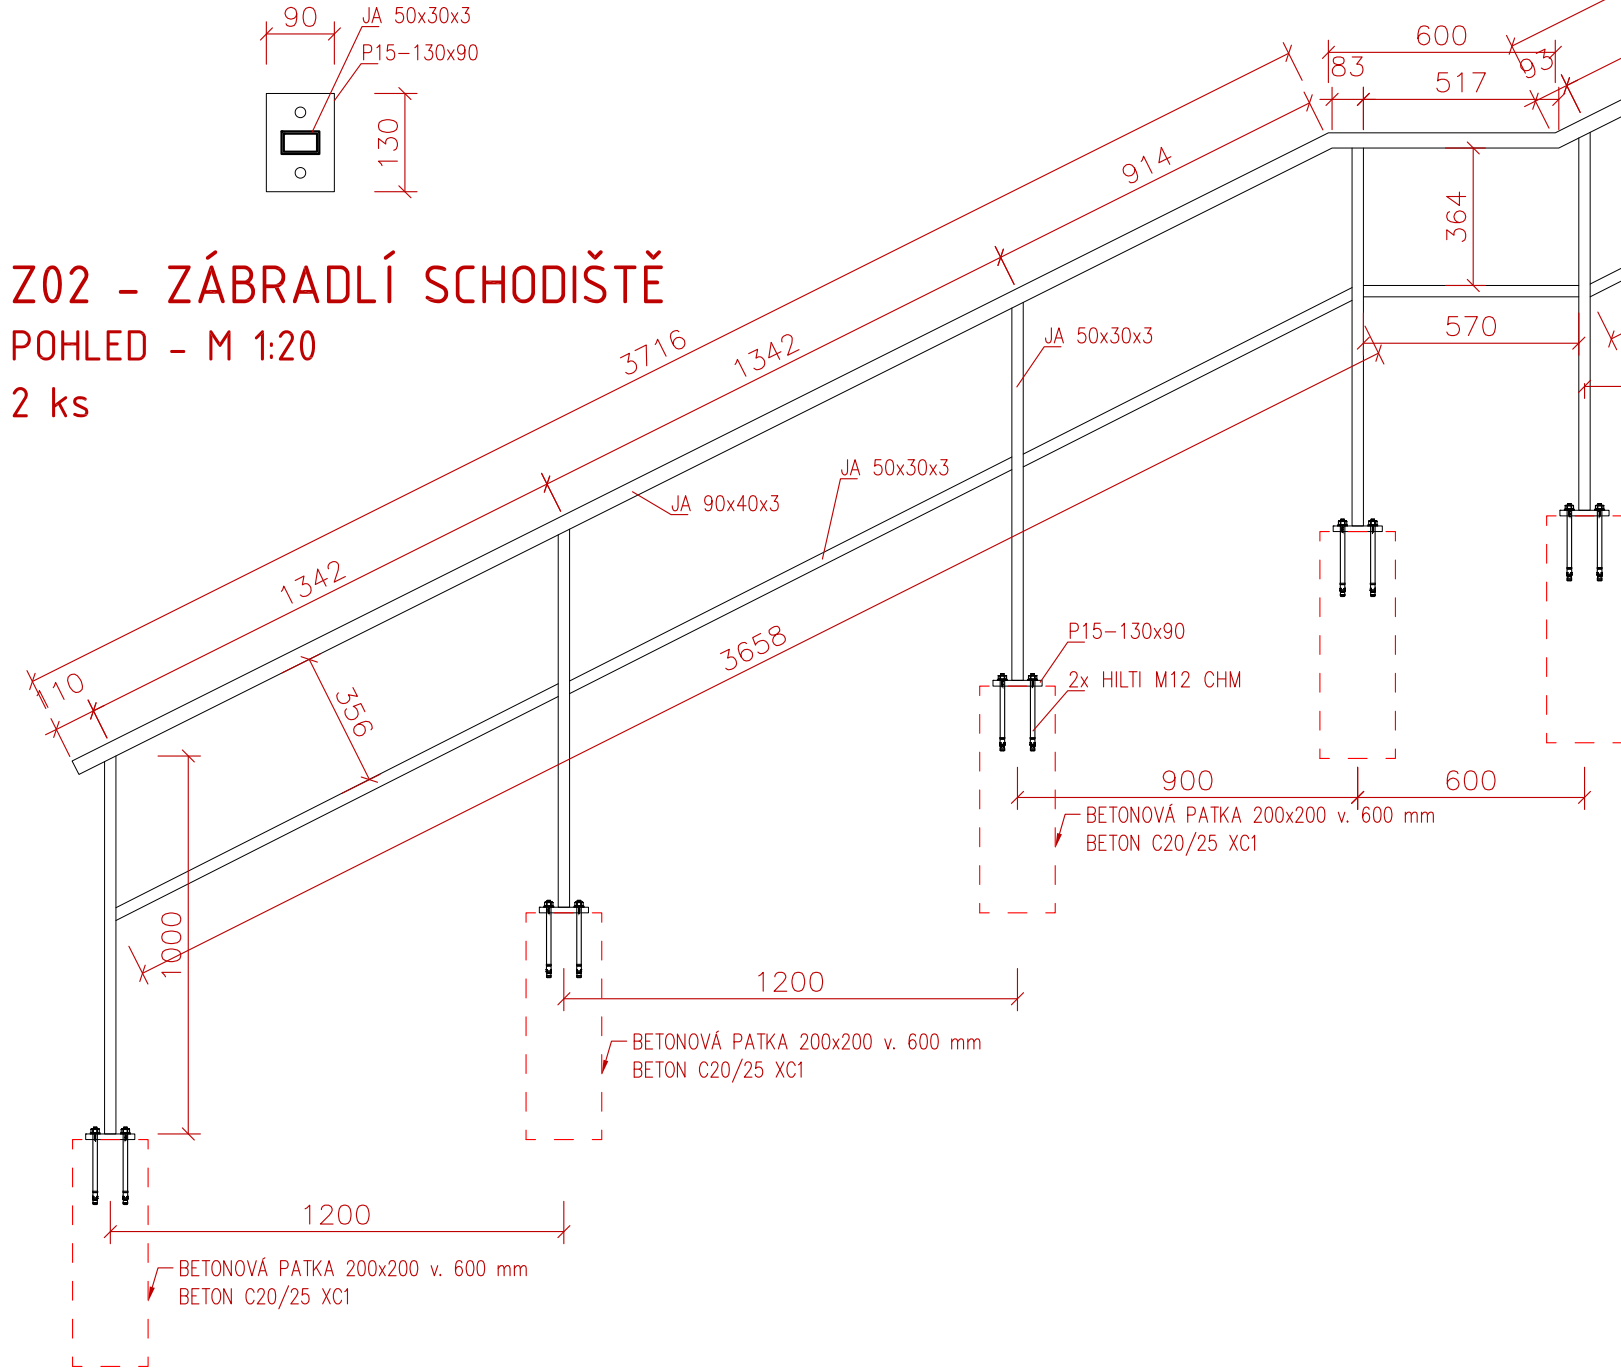 90
JA 50x30x3
P15-130x90
130
600
83
517
93
914
364
Z02 - ZÁBRADLÍ SCHODIŠTĚ
POHLED - M 1:20
2 ks
3716
1342
JA 50x30x3
570
JA 50x30x3
JA 90x40x3
1342
3658
P15-130x90
2x HILTI M12 CHM
110
356
900
600
BETONOVÁ PATKA 200x200 v. 600 mm
BETON C20/25 XC1
1000
1200
BETONOVÁ PATKA 200x200 v. 600 mm
BETON C20/25 XC1
1200
BETONOVÁ PATKA 200x200 v. 600 mm
BETON C20/25 XC1